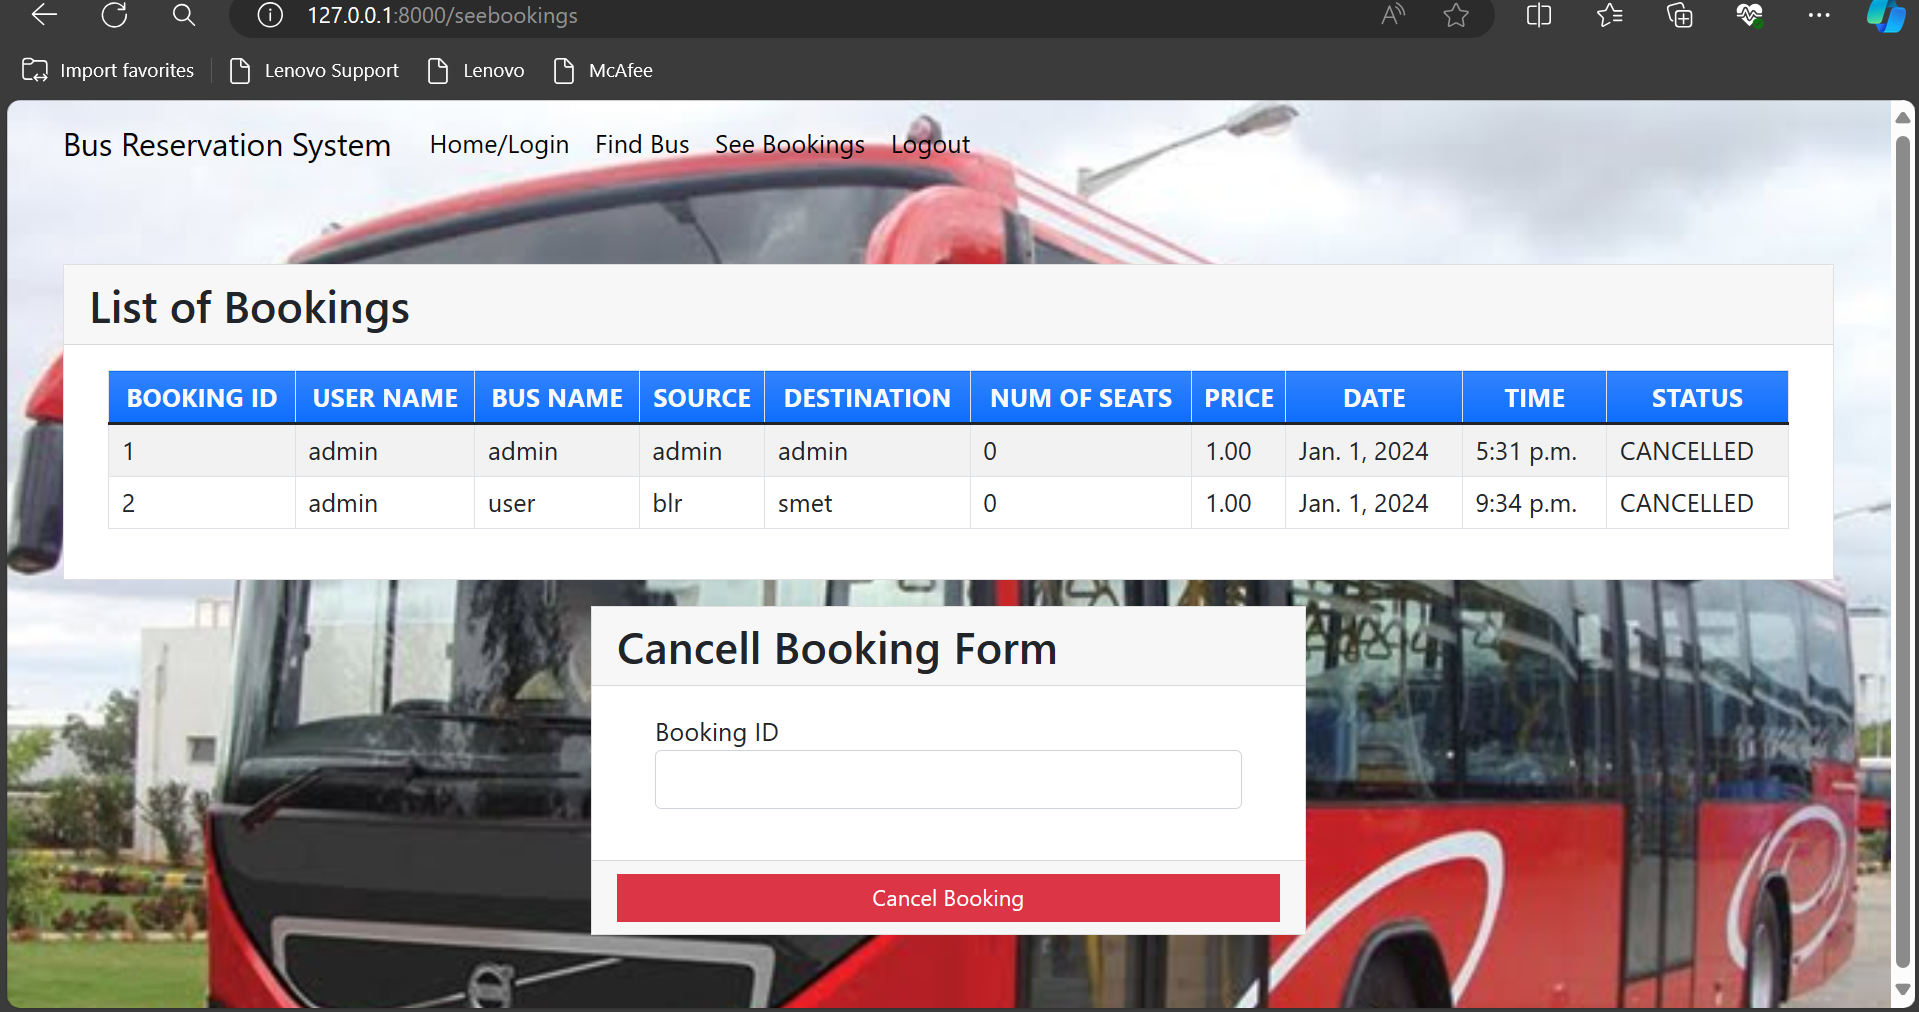 127.0.0.1:8000/seebookings
Import favorites Lenovo Support Lenovo McAfee
Bus Reservation System Home/Login Find Bus See Bookings Logout
List of Bookings
BOOKING ID USER NAME BUS NAME SOURCE DESTINATION NUM OF SEATS PRICE DATE TIME STATUS
1 admin admin admin admin 0 1.00 Jan. 1, 2024 5:31 p.m. CANCELLED
2 admin user blr smet 0 1.00 Jan. 1, 2024 9:34 p.m. CANCELLED
Cancell Booking Form
Booking ID
Cancel Booking